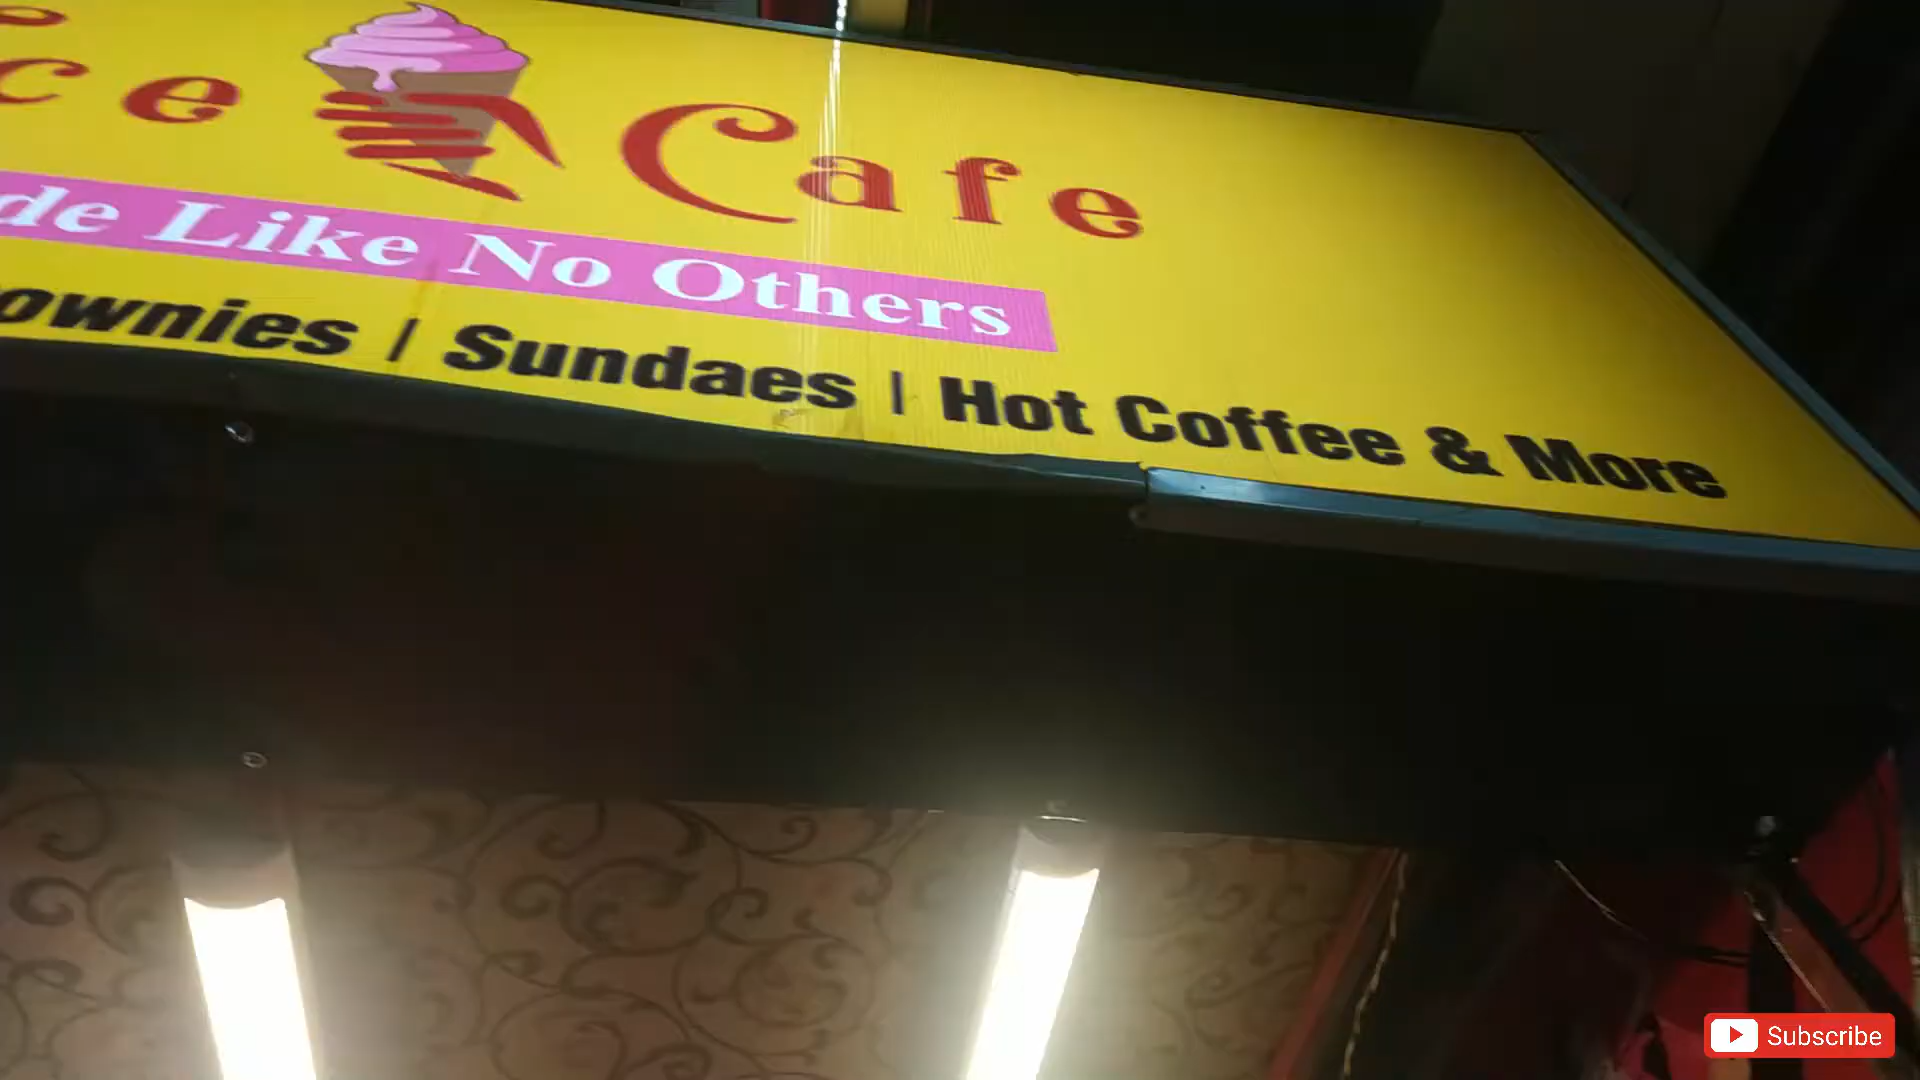 ce Cafe
de Like No Others
ownies | Sundaes | Hot Coffee & More
Subscribe